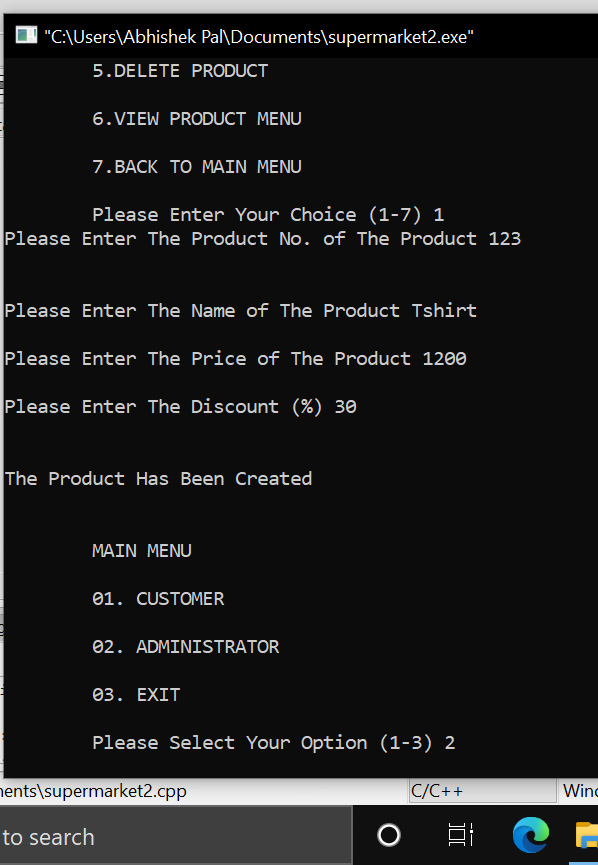 "C:\Users\Abhishek Pal\Documents\supermarket2.exe"
5.DELETE PRODUCT
6.VIEW PRODUCT MENU
7.BACK TO MAIN MENU
Please Enter Your Choice (1-7) 1
Please Enter The Product No. of The Product 123
Please Enter The Name of The Product Tshirt
Please Enter The Price of The Product 1200
Please Enter The Discount (%) 30
The Product Has Been Created
MAIN MENU
01. CUSTOMER
02. ADMINISTRATOR
03. EXIT
Please Select Your Option (1-3) 2
\supermarket2.cpp
C/C++
to search